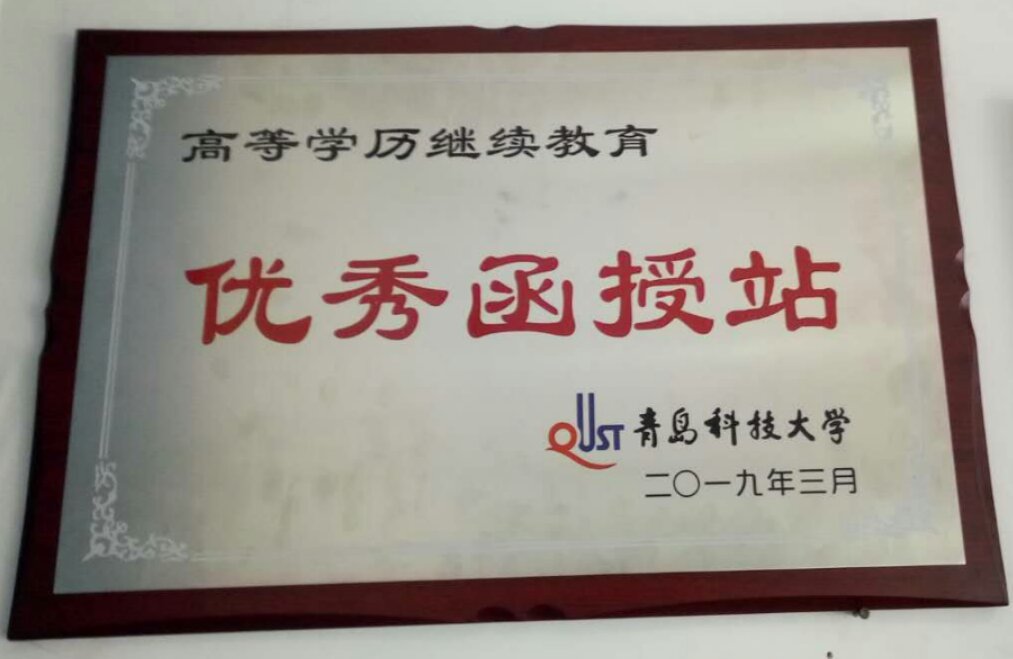 高等学历继续教育
优秀函授站
QUST 青岛科技大学
二〇一九年三月